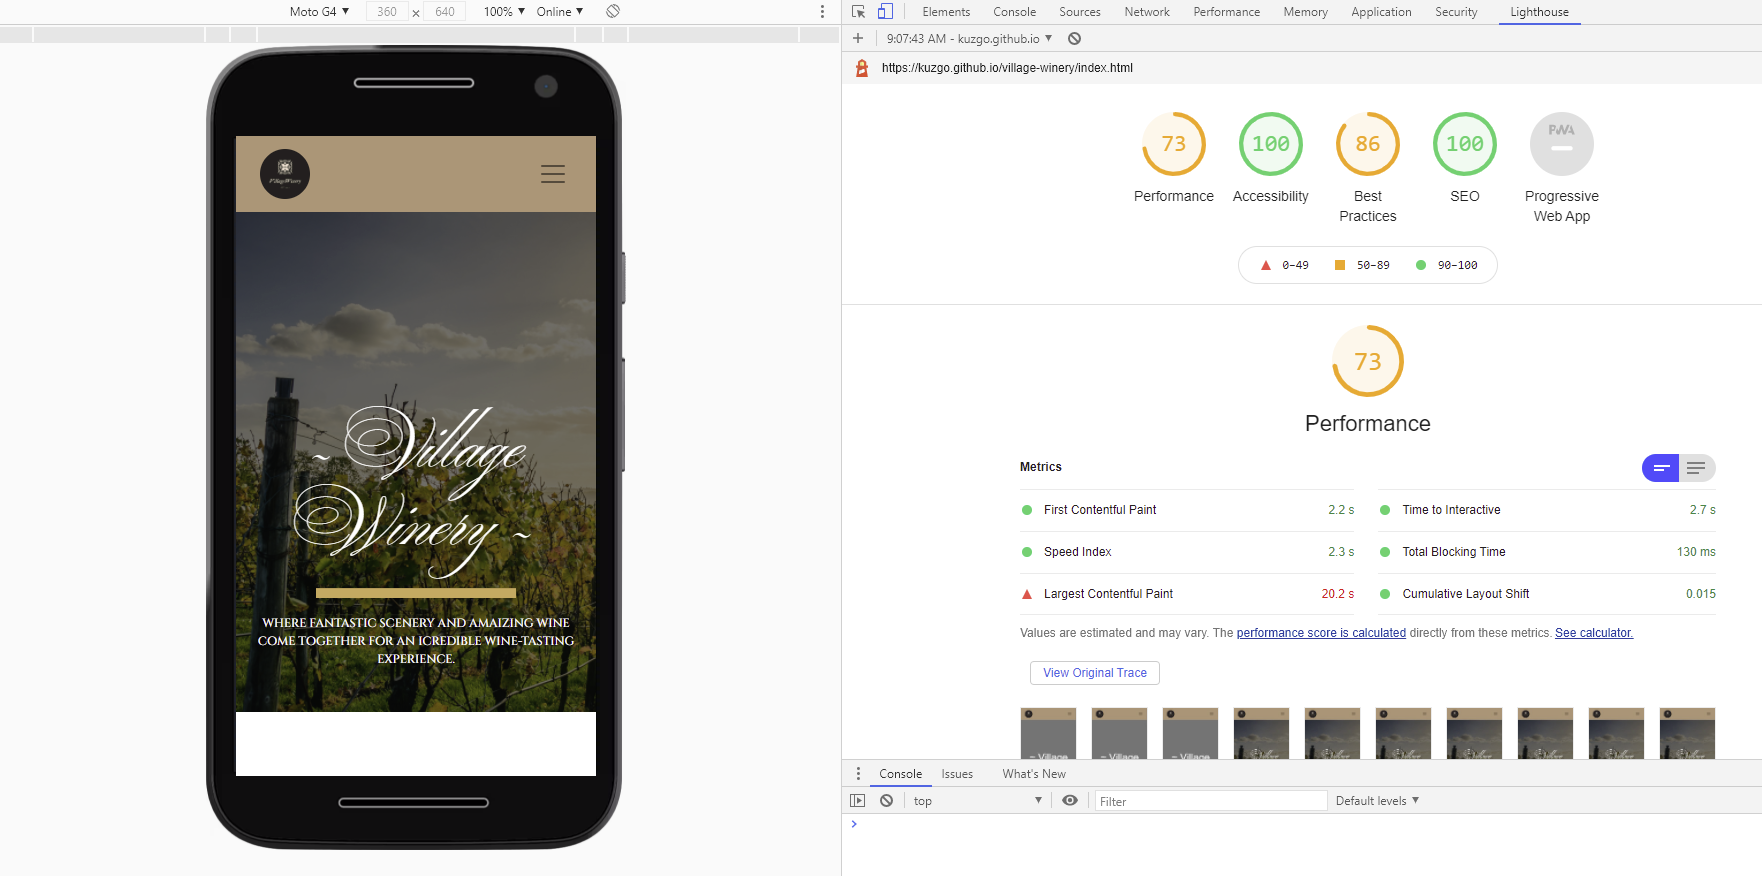 Moto G4 ▼ 360 × 640 100% ▼ Online ▼
Village Winery
~ Village
Winery ~
WHERE FANTASTIC SCENERY AND AMAIZING WINE
COME TOGETHER FOR AN ICREDIBLE WINE-TASTING
EXPERIENCE.
Elements Console Sources Network Performance Memory Application Security Lighthouse
+ 9:07:43 AM - kuzgo.github.io ▼
https://kuzgo.github.io/village-winery/index.html
73 100 86 100 PWA
Performance Accessibility Best Practices SEO Progressive Web App
0–49 50–89 90–100
73
Performance
Metrics
First Contentful Paint 2.2 s
Time to Interactive 2.7 s
Speed Index 2.3 s
Total Blocking Time 130 ms
Largest Contentful Paint 20.2 s
Cumulative Layout Shift 0.015
Values are estimated and may vary. The performance score is calculated directly from these metrics. See calculator.
View Original Trace
~ Village ~ Village ~ Village
Console Issues What's New
top ▼ Filter Default levels ▼